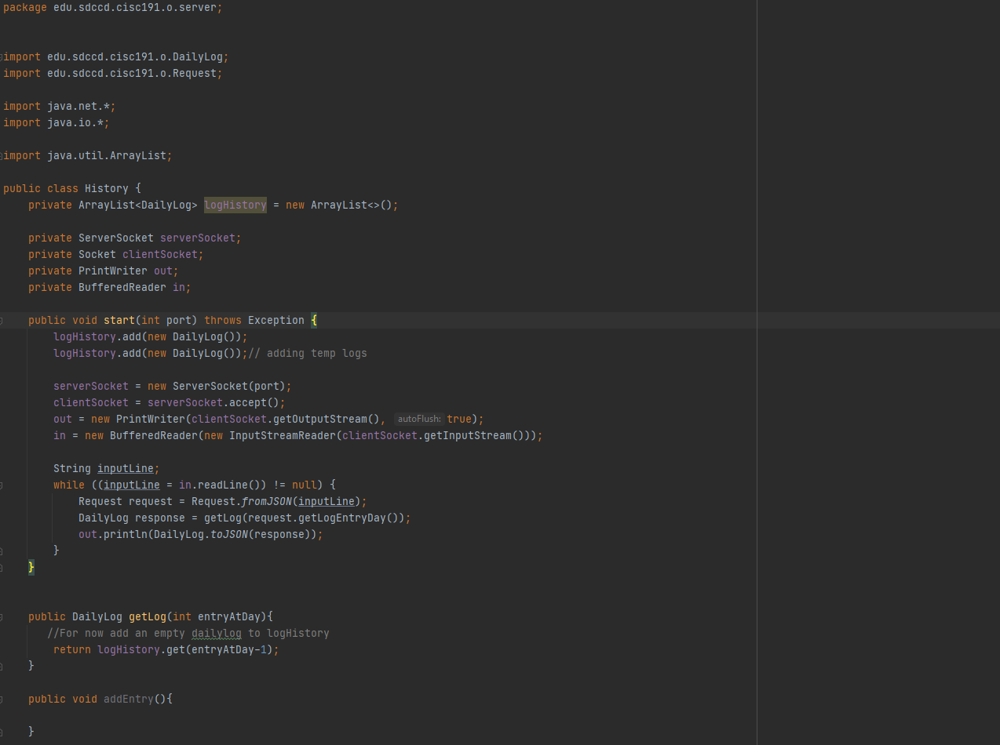 package edu.sdccd.cisc191.o.server;
import edu.sdccd.cisc191.o.DailyLog;
import edu.sdccd.cisc191.o.Request;
import java.net.*;
import java.io.*;
import java.util.ArrayList;
public class History {
    private ArrayList<DailyLog> logHistory = new ArrayList<>();
    private ServerSocket serverSocket;
    private Socket clientSocket;
    private PrintWriter out;
    private BufferedReader in;
    public void start(int port) throws Exception {
        logHistory.add(new DailyLog());
        logHistory.add(new DailyLog());// adding temp logs
        serverSocket = new ServerSocket(port);
        clientSocket = serverSocket.accept();
        out = new PrintWriter(clientSocket.getOutputStream(), autoFlush: true);
        in = new BufferedReader(new InputStreamReader(clientSocket.getInputStream()));
        String inputLine;
        while ((inputLine = in.readLine()) != null) {
            Request request = Request.fromJSON(inputLine);
            DailyLog response = getLog(request.getLogEntryDay());
            out.println(DailyLog.toJSON(response));
        }
    }
    public DailyLog getLog(int entryAtDay){
       //For now add an empty dailylog to logHistory
        return logHistory.get(entryAtDay-1);
    }
    public void addEntry(){
    }